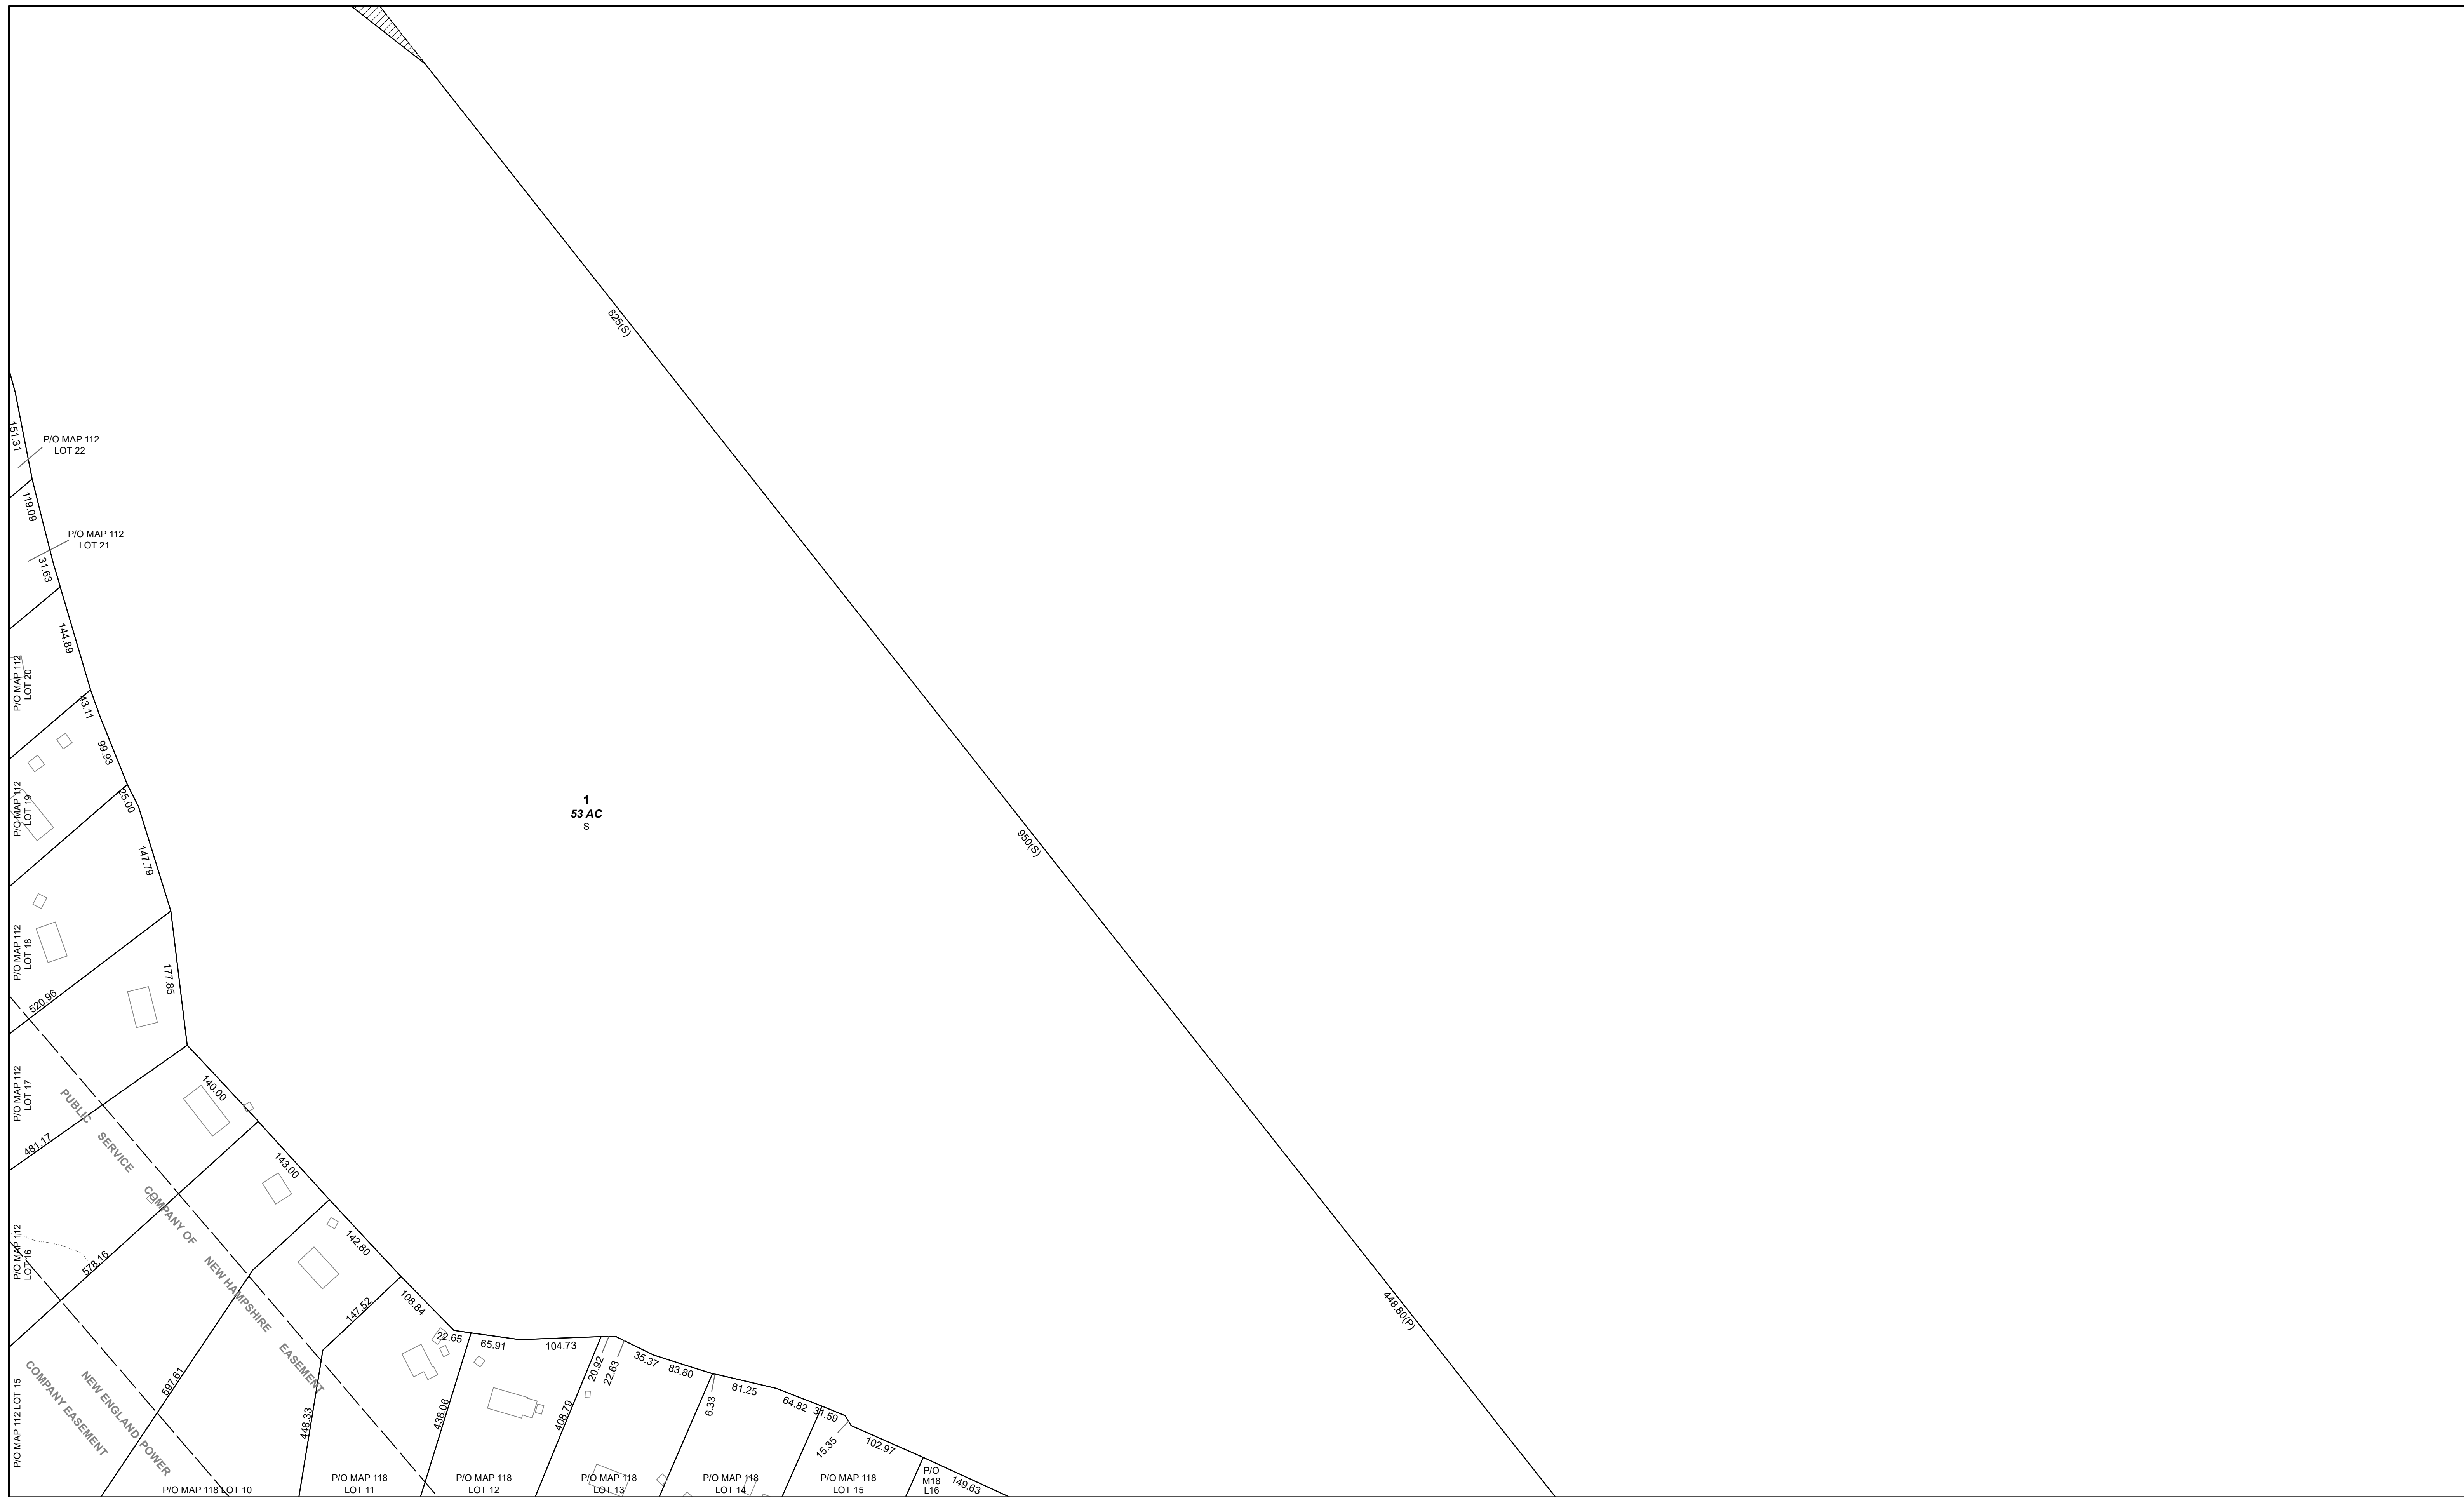 825(S)
151.31
P/O MAP 112
LOT 22
119.09
P/O MAP 112
LOT 21
31.63
144.89
P/O MAP 112
LOT 20
43.11
99.93
P/O MAP 112
LOT 19
25.00
1
53 AC
S
950(S)
147.79
P/O MAP 112
LOT 18
177.85
520.96
P/O MAP 112
LOT 17
140.00
PUBLIC SERVICE COMPANY OF NEW HAMPSHIRE EASEMENT
481.17
143.00
P/O MAP 112
LOT 16
578.16
142.80
147.52
108.84
448.80(P)
22.65
65.91
104.73
20.92
22.63
35.37
83.80
6.33
81.25
64.82
31.59
15.35
102.97
149.63
P/O MAP 112 LOT 15
NEW ENGLAND POWER
COMPANY EASEMENT
597.61
448.33
438.06
408.79
P/O MAP 118 LOT 10
P/O MAP 118
LOT 11
P/O MAP 118
LOT 12
P/O MAP 118
LOT 13
P/O MAP 118
LOT 14
P/O MAP 118
LOT 15
P/O
M18
L16